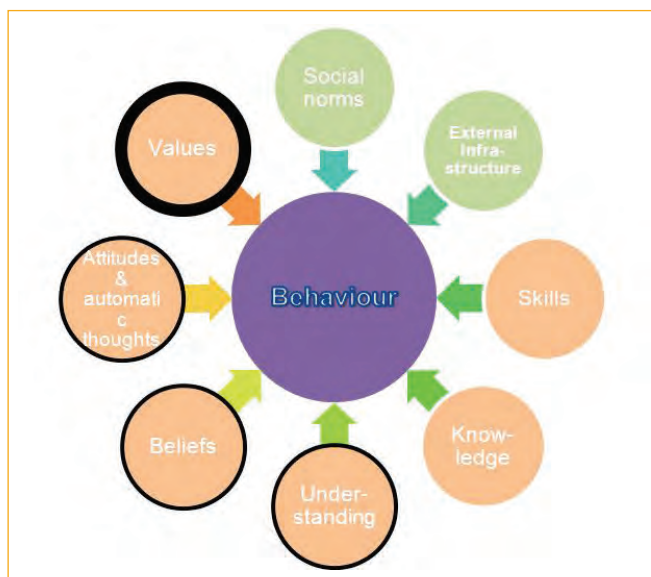 Social
norms
External
Infra-
structure
Values
Behaviour
Skills
Attitudes
&
automati
c
thoughts
Beliefs
Know-
ledge
Under-
standing